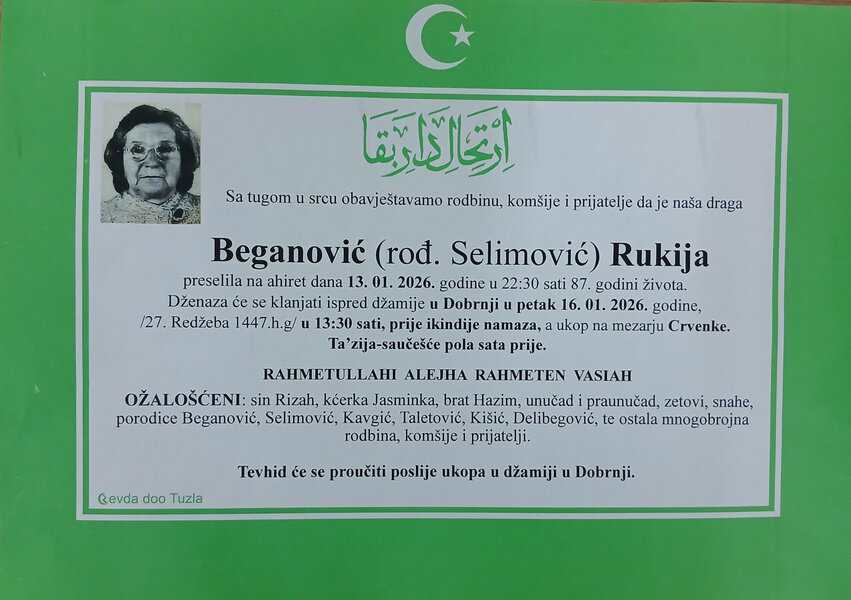 اِرْتِحَالِ دَارِ بَقَا
Sa tugom u srcu obavještavamo rodbinu, komšije i prijatelje da je naša draga
Beganović (rođ. Selimović) Rukija
preselila na ahiret dana 13. 01. 2026. godine u 22:30 sati 87. godini života.
Dženaza će se klanjati ispred džamije u Dobrnji u petak 16. 01. 2026. godine,
/27. Redžeba 1447.h.g/ u 13:30 sati, prije ikindije namaza, a ukop na mezarju Crvenke.
Ta’zija-saučešće pola sata prije.
RAHMETULLAHI ALEJHA RAHMETEN VASIAH
OŽALOŠĆENI: sin Rizah, kćerka Jasminka, brat Hazim, unučad i praunučad, zetovi, snahe,
porodice Beganović, Selimović, Kavgić, Taletović, Kišić, Delibegović, te ostala mnogobrojna
rodbina, komšije i prijatelji.
Tevhid će se proučiti poslije ukopa u džamiji u Dobrnji.
evda doo Tuzla